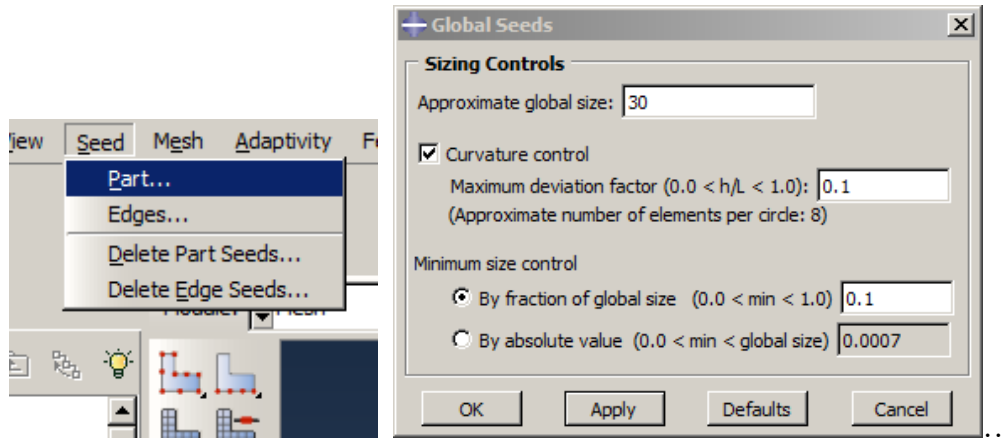 View Seed Mesh Adaptivity
Part...
Edges...
Delete Part Seeds...
Delete Edge Seeds...
Global Seeds
Sizing Controls
Approximate global size: 30
Curvature control
Maximum deviation factor (0.0 < h/L < 1.0): 0.1
(Approximate number of elements per circle: 8)
Minimum size control
By fraction of global size (0.0 < min < 1.0) 0.1
By absolute value (0.0 < min < global size) 0.0007
OK Apply Defaults Cancel